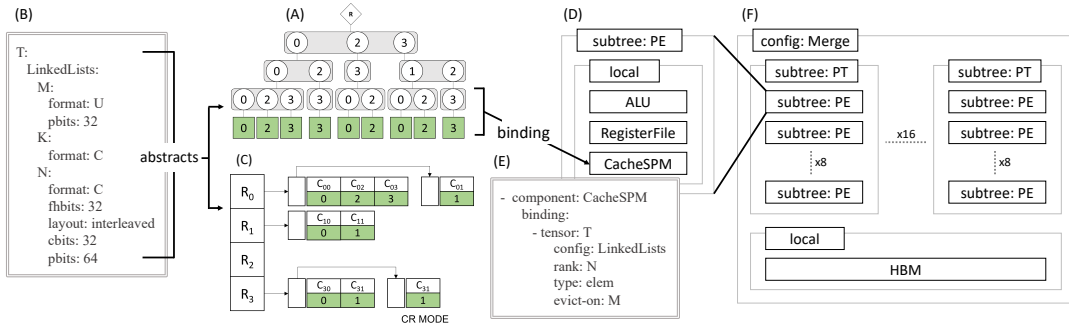 (B)
T:
LinkedLists:
M:
format: U
pbits: 32
K:
format: C
N:
format: C
fhbits: 32
layout: interleaved
cbits: 32
pbits: 64
abstracts
(A)
R
0 2 3
0 2 3 1 2
0 2 3 3 0 2 0 2 3
0 2 3 3 0 2 0 2 3
binding
(C)
R0
R1
R2
R3
C00 C02 C03 C01
0 2 3 1
C10 C11
0 1
C30 C31 C31
0 1 1
CR MODE
(D)
subtree: PE
local
ALU
RegisterFile
CacheSPM
(E)
- component: CacheSPM
binding:
- tensor: T
config: LinkedLists
rank: N
type: elem
evict-on: M
(F)
config: Merge
subtree: PT
subtree: PE
subtree: PE
x8
subtree: PE
x16
subtree: PT
subtree: PE
subtree: PE
x8
subtree: PE
local
HBM